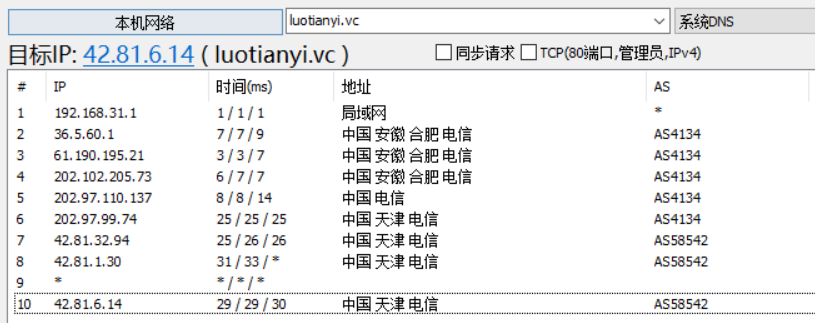 本机网络 luotianyi.vc 系统DNS
目标IP: 42.81.6.14 ( luotianyi.vc ) 同步请求 TCP(80端口,管理员,IPv4)
# IP 时间(ms) 地址 AS
1 192.168.31.1 1 / 1 / 1 局域网 *
2 36.5.60.1 7 / 7 / 9 中国 安徽 合肥 电信 AS4134
3 61.190.195.21 3 / 3 / 7 中国 安徽 合肥 电信 AS4134
4 202.102.205.73 6 / 7 / 7 中国 安徽 合肥 电信 AS4134
5 202.97.110.137 8 / 8 / 14 中国 电信 AS4134
6 202.97.99.74 25 / 25 / 25 中国 天津 电信 AS4134
7 42.81.32.94 25 / 26 / 26 中国 天津 电信 AS58542
8 42.81.1.30 31 / 33 / * 中国 天津 电信 AS58542
9 * * / * / *
10 42.81.6.14 29 / 29 / 30 中国 天津 电信 AS58542